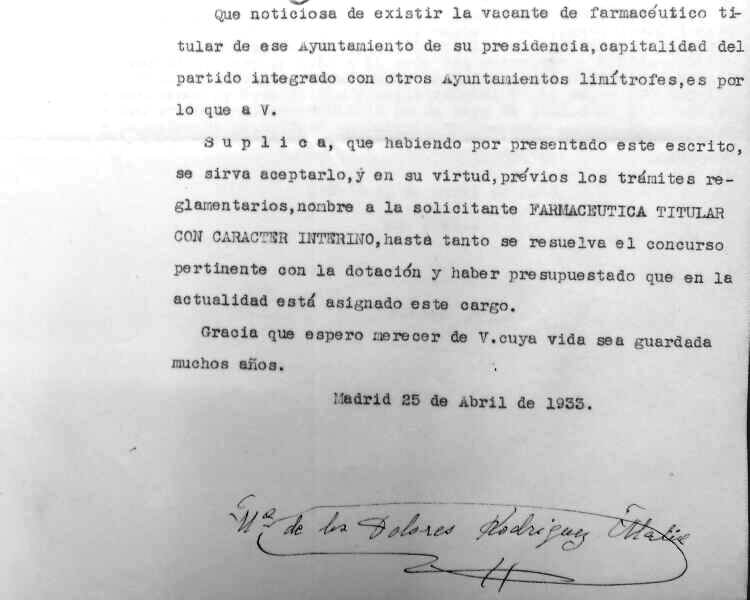 Que noticiosa de existir la vacante de farmacéutico ti-
tular de ese Ayuntamiento de su presidencia,capitalidad del
partido integrado con otros Ayuntamientos limítrofes,es por
lo que a V.
S u p l i c a, que habiendo por presentado este escrito,
se sirva aceptarlo,ý en su virtud,prévios los trámites re-
glamentarios,nombre a la solicitante FARMACEUTICA TITULAR
CON CARACTER INTERINO,hasta tanto se resuelva el concurso
pertinente con la dotación y haber presupuestado que en la
actualidad está asignado este cargo.
Gracia que espero merecer de V.cuya vida sea guardada
muchos años.
Madrid 25 de Abril de 1933.
Mª de los Dolores Rodriguez